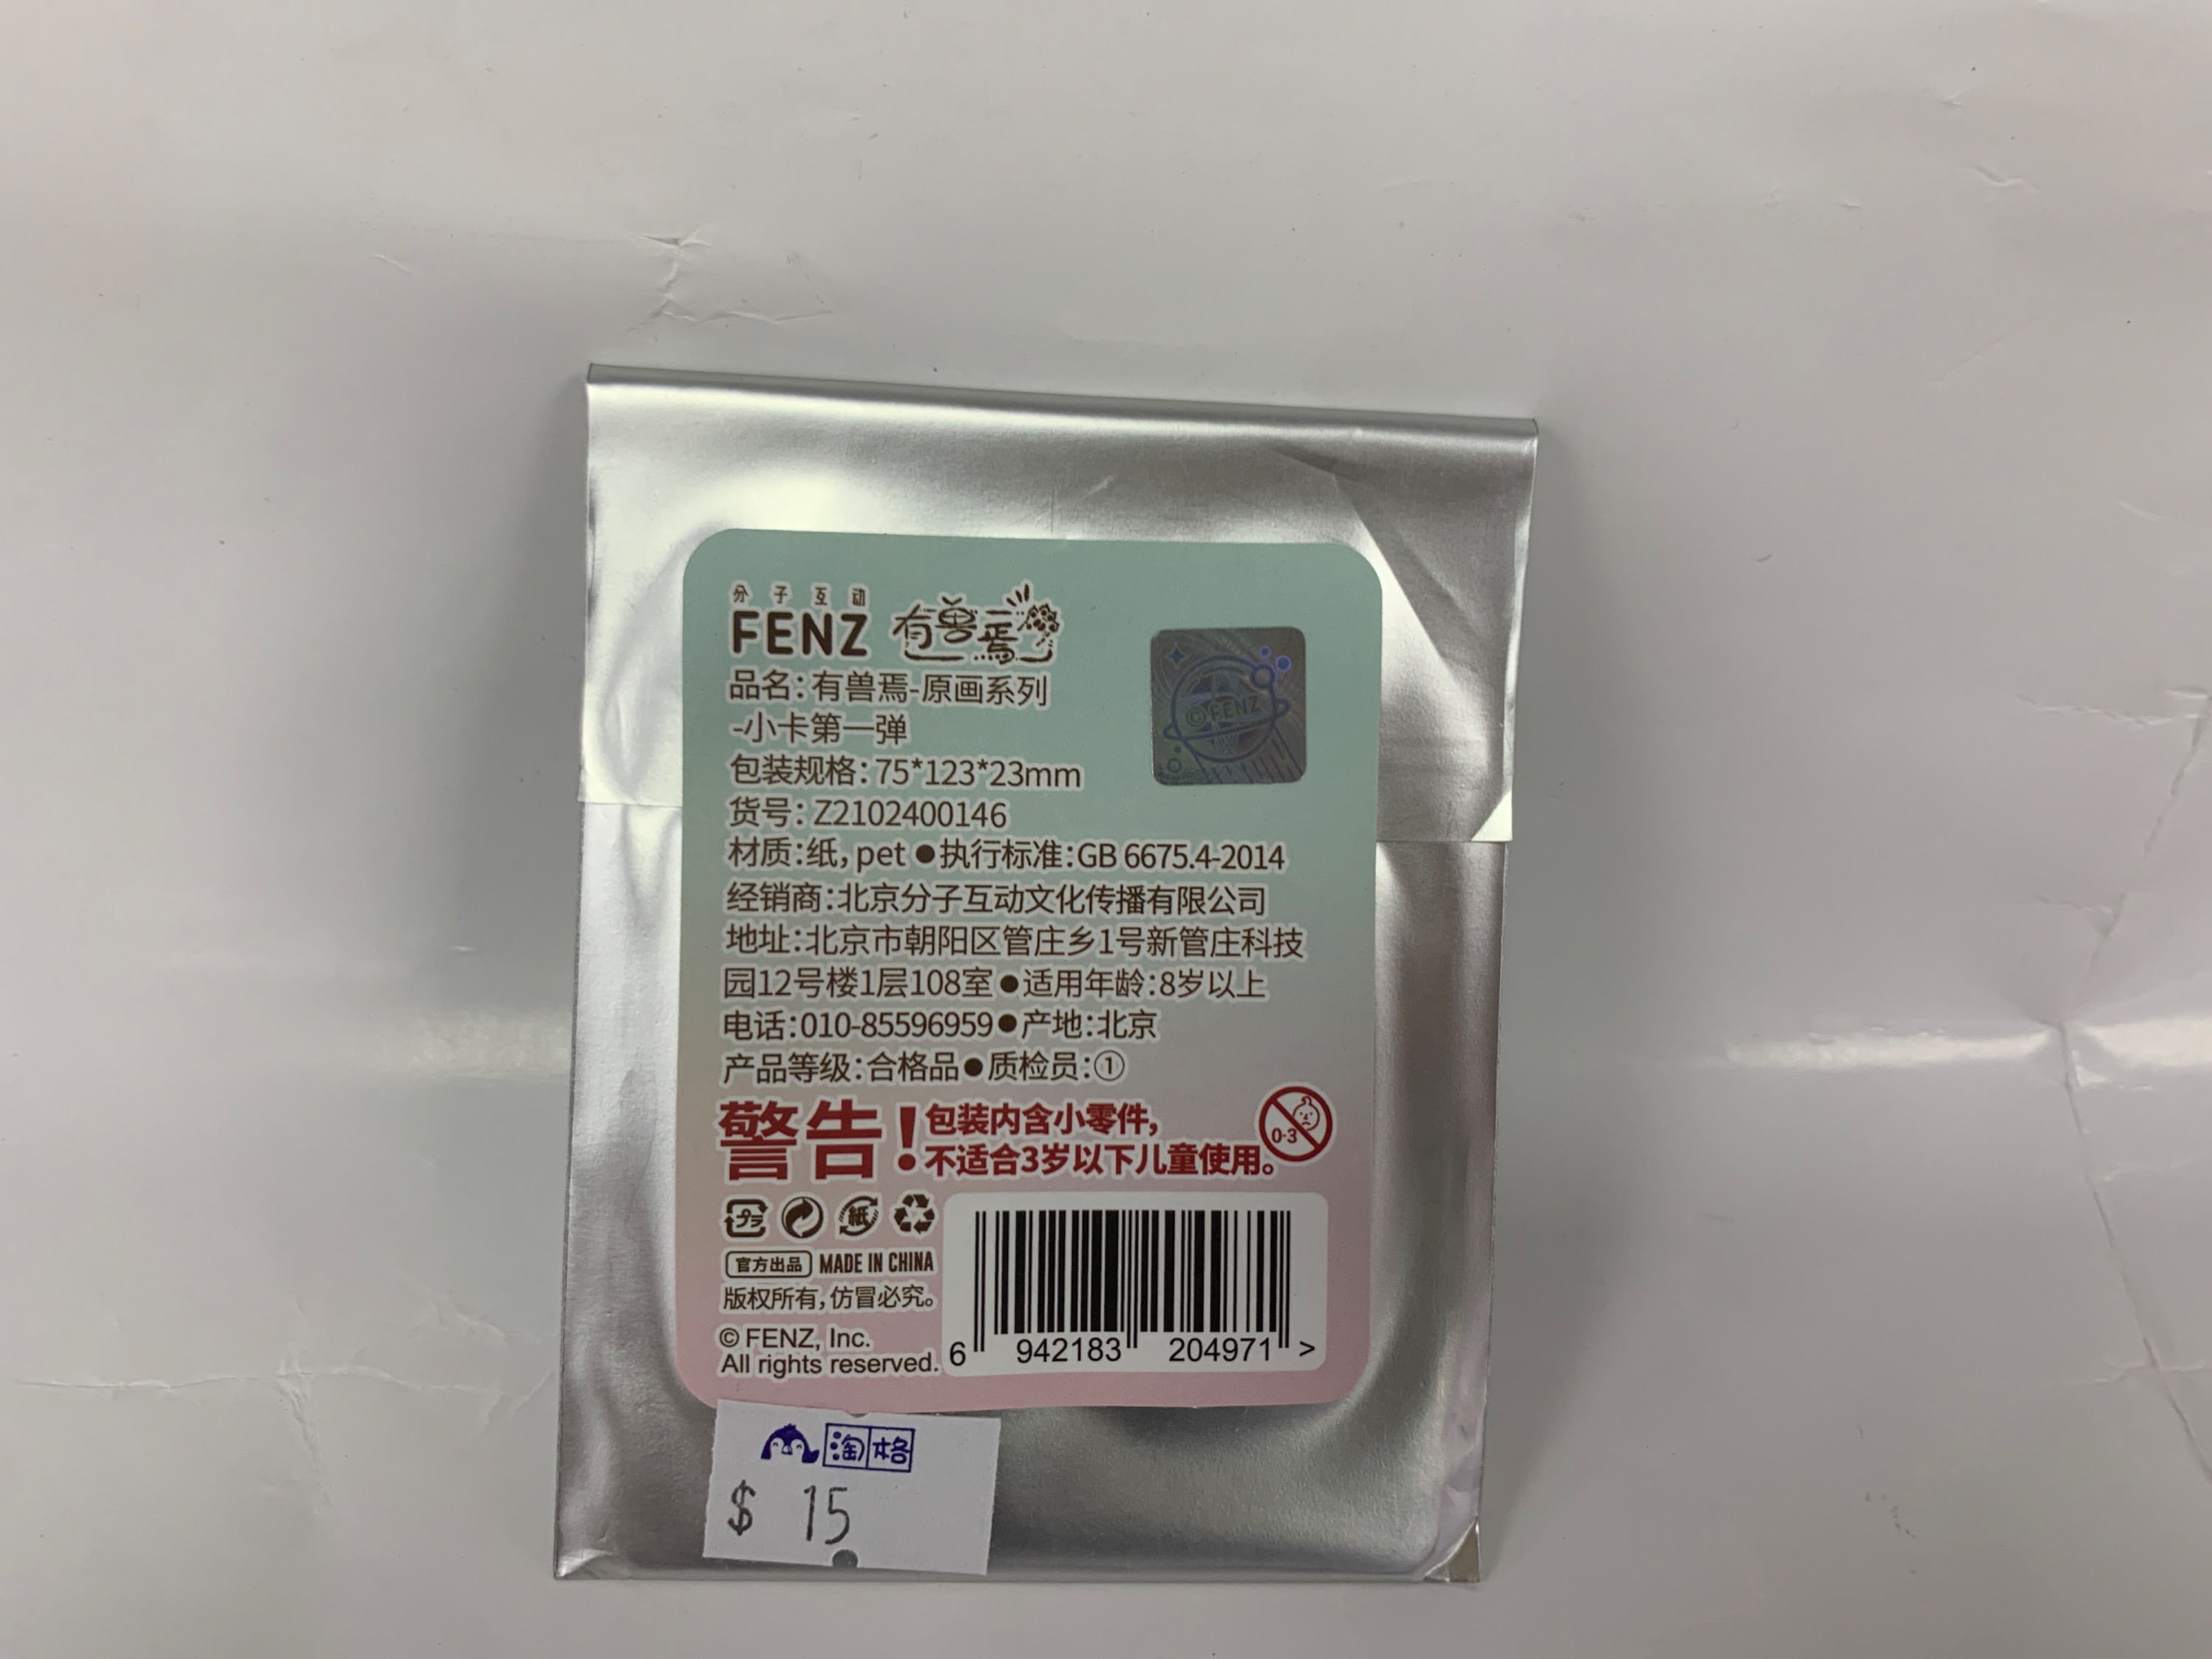 分子互动
FENZ 有兽焉
©FENZ
品名:有兽焉-原画系列
-小卡第一弹
包装规格:75*123*23mm
货号:Z2102400146
材质:纸,pet ●执行标准:GB 6675.4-2014
经销商:北京分子互动文化传播有限公司
地址:北京市朝阳区管庄乡1号新管庄科技
园12号楼1层108室●适用年龄:8岁以上
电话:010-85596959●产地:北京
产品等级:合格品●质检员:①
警告!包装内含小零件,
不适合3岁以下儿童使用。
0-3
プラ 紙
官方出品 MADE IN CHINA
版权所有,仿冒必究。
© FENZ, Inc.
All rights reserved.
6 942183 204971 >
淘格
$ 15